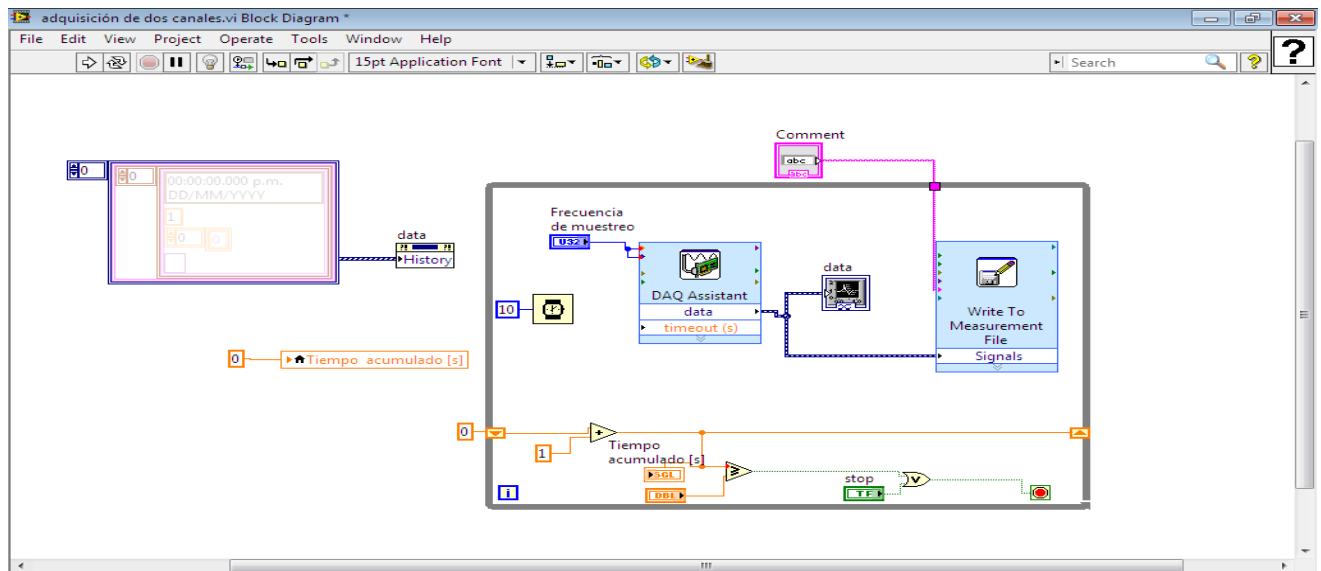 adquisición de dos canales.vi Block Diagram *
File Edit View Project Operate Tools Window Help
15pt Application Font
Search
?
Comment
abc
abc
0
0
00:00:00.000 p.m.
DD/MM/YYYY
1
0
0
data
History
Frecuencia
de muestreo
U32
DAQ Assistant
data
timeout (s)
data
Write To
Measurement
File
Signals
10
0
Tiempo acumulado [s]
0
1
Tiempo
acumulado [s]
SGL
DBL
stop
TF
i